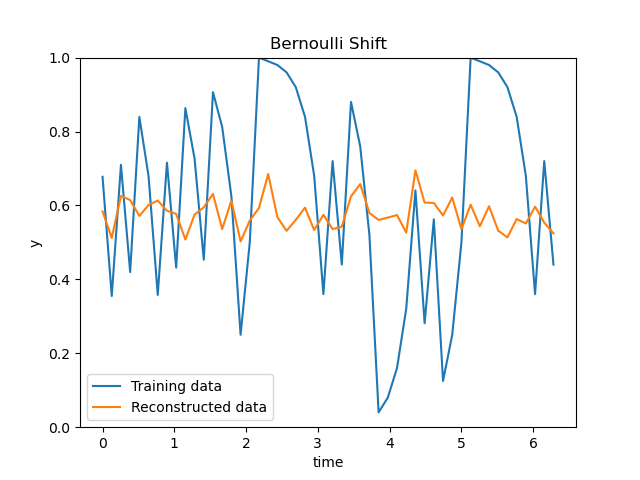 Bernoulli Shift
1.0
0.8
0.6
0.4
0.2
0.0
y
Training data
Reconstructed data
0 1 2 3 4 5 6
time